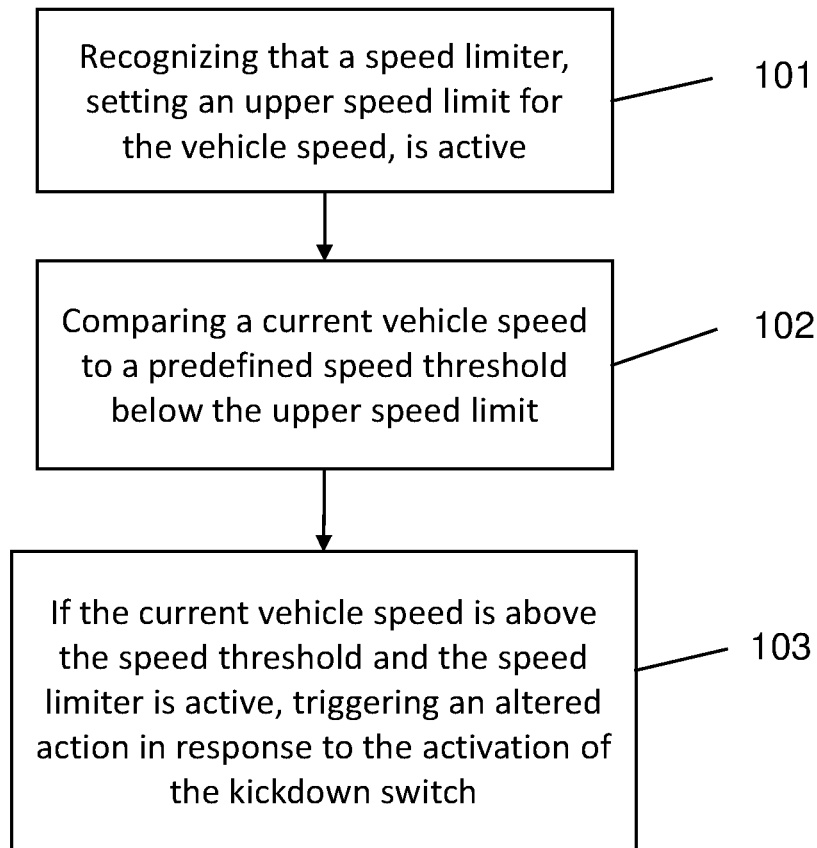 Recognizing that a speed limiter,
setting an upper speed limit for
the vehicle speed, is active
101
Comparing a current vehicle speed
to a predefined speed threshold
below the upper speed limit
102
If the current vehicle speed is above
the speed threshold and the speed
limiter is active, triggering an altered
action in response to the activation of
the kickdown switch
103